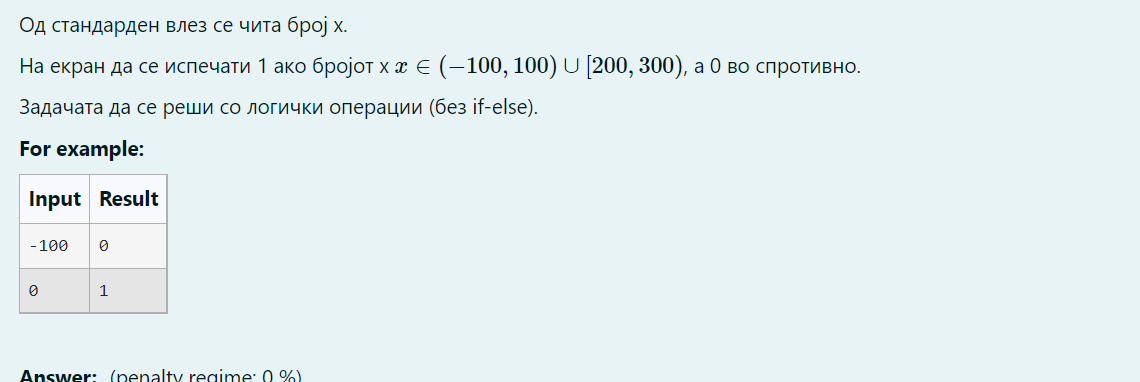 Од стандарден влез се чита број x.
На екран да се испечати 1 ако бројот x x ∈ (−100, 100) ∪ [200, 300), а 0 во спротивно.
Задачата да се реши со логички операции (без if-else).
For example:
Input Result
-100 0
0 1
Answer: (penalty regime: 0 %)